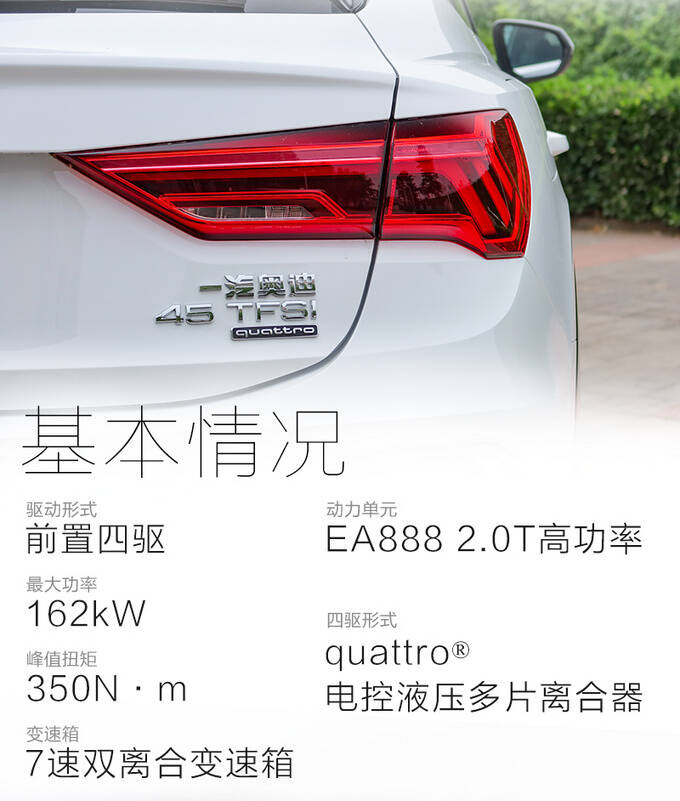 一汽奥迪
45 TFSI
quattro
基本情况
驱动形式
前置四驱
动力单元
EA888 2.0T高功率
最大功率
162kW
四驱形式
quattro®
电控液压多片离合器
峰值扭矩
350N·m
变速箱
7速双离合变速箱